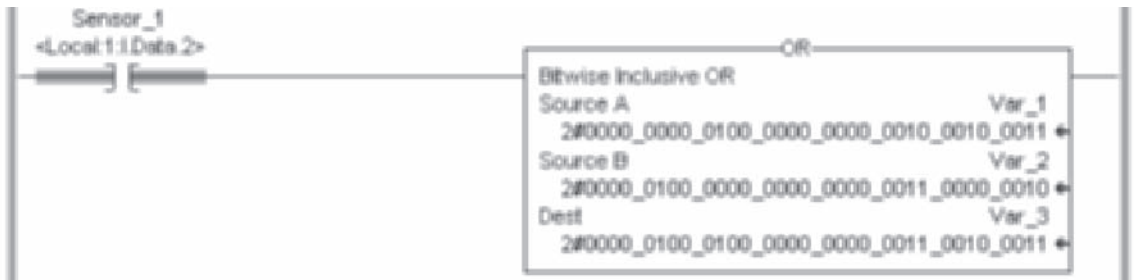 Sensor_1
<Local:1:I.Data.2>
OR
Bitwise Inclusive OR
Source A Var_1
2#0000_0000_0100_0000_0000_0010_0010_0011
Source B Var_2
2#0000_0100_0000_0000_0000_0011_0000_0010
Dest Var_3
2#0000_0100_0100_0000_0000_0011_0010_0011